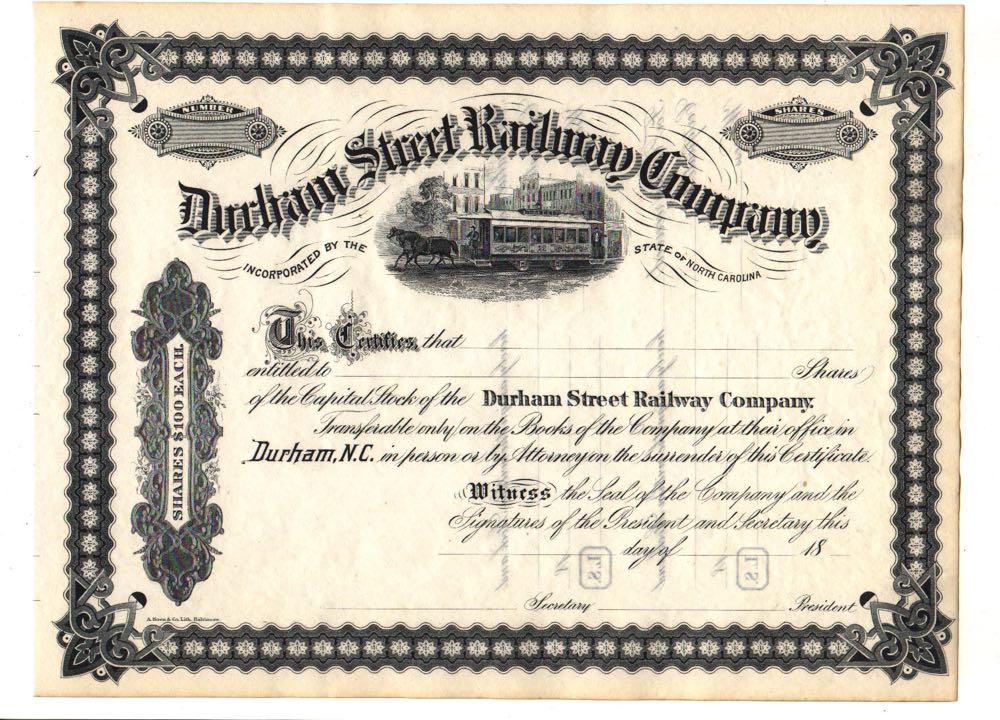 NUMBER
SHARES
Durham Street Railway Company
INCORPORATED BY THE STATE OF NORTH CAROLINA
SHARES $100 EACH.
This Certifies, that
entitled to Shares
of the Capital Stock of the Durham Street Railway Company.
Transferable only on the Books of the Company at their office in
Durham, N.C. in person or by Attorney on the surrender of this Certificate.
Witness the Seal of the Company and the
Signatures of the President and Secretary this
day of 18
L.S. L.S.
Secretary President
A. Hoen & Co. Lith. Baltimore.